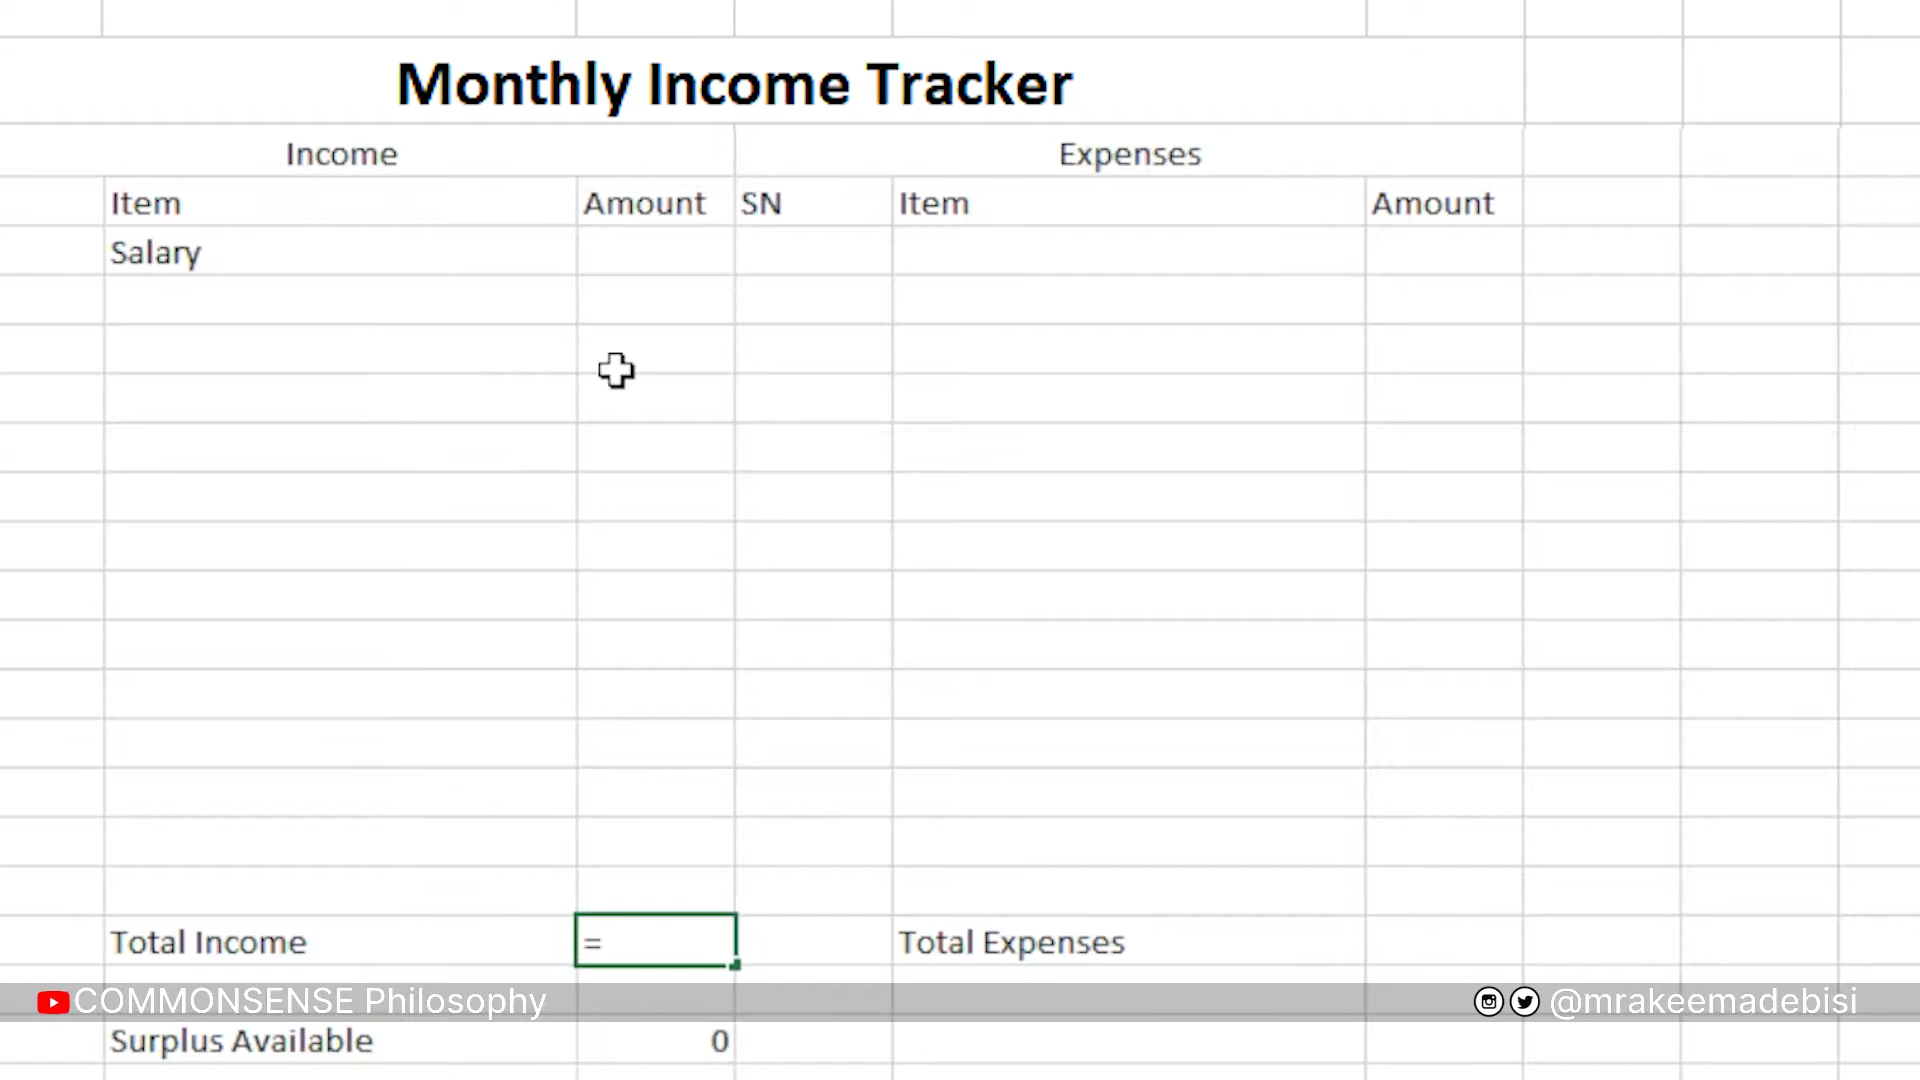 Monthly Income Tracker
Income Expenses
Item Amount SN Item Amount
Salary
Total Income = Total Expenses
COMMONSENSE Philosophy @mrakeemadebisi
Surplus Available 0